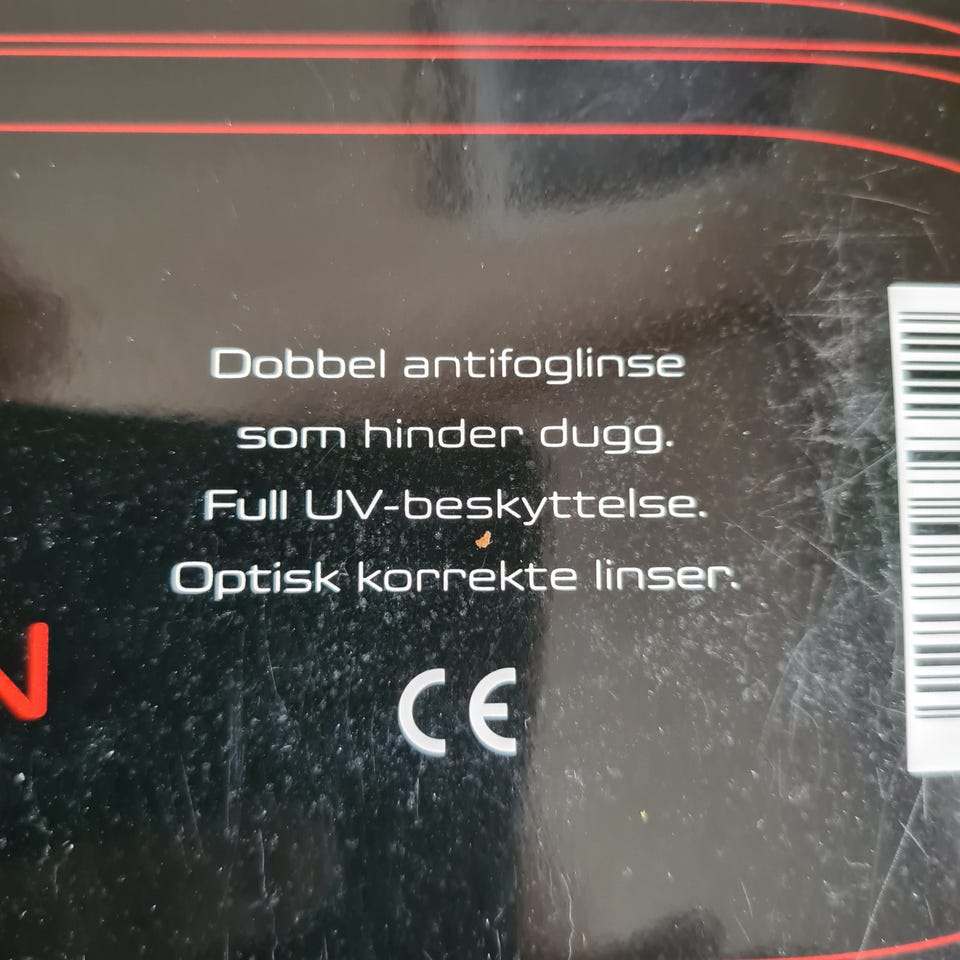 Dobbel antifoglinse
som hinder dugg.
Full UV-beskyttelse.
Optisk korrekte linser.
N
CE